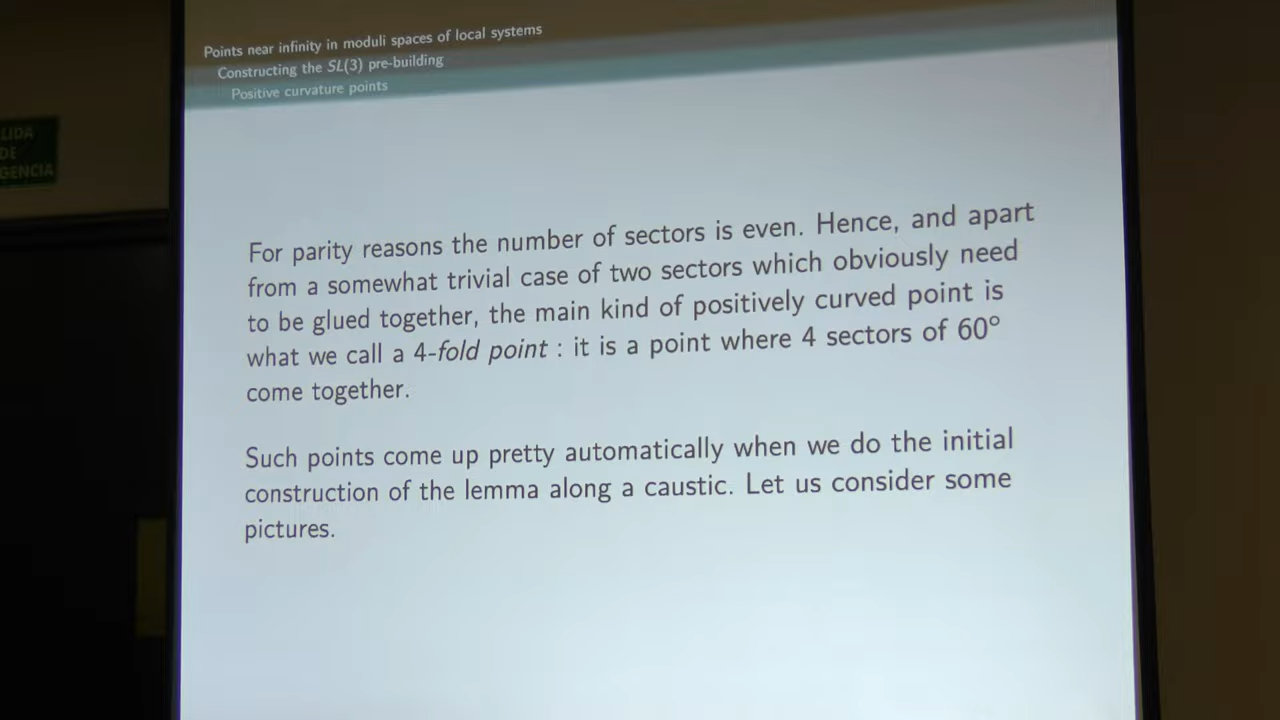 Points near infinity in moduli spaces of local systems
Constructing the SL(3) pre-building
Positive curvature points
LIDA
DE
GENCIA
For parity reasons the number of sectors is even. Hence, and apart
from a somewhat trivial case of two sectors which obviously need
to be glued together, the main kind of positively curved point is
what we call a 4-fold point : it is a point where 4 sectors of 60°
come together.
Such points come up pretty automatically when we do the initial
construction of the lemma along a caustic. Let us consider some
pictures.